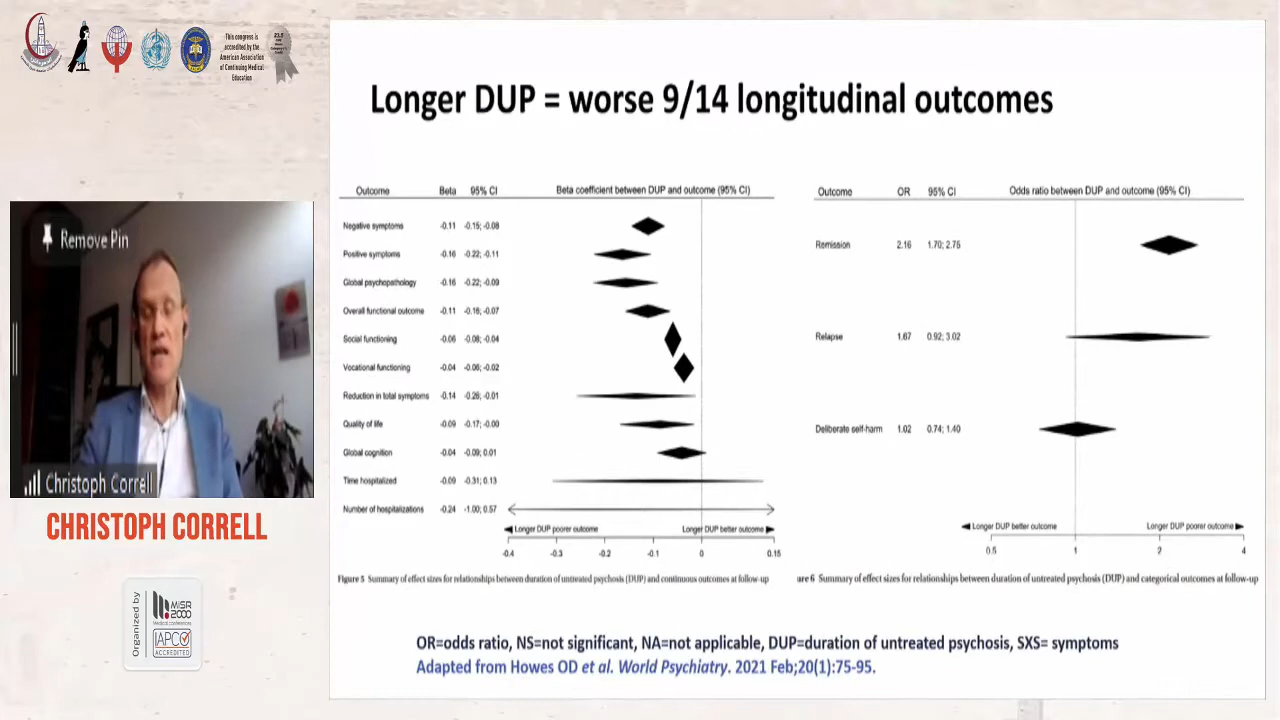 This congress is
accredited by the
American Association
of Continuing Medical
Education
Remove Pin
Christoph Correll
CHRISTOPH CORRELL
Organized by
MISR
2000
Medical conferences
IAPCO
ACCREDITED
Longer DUP = worse 9/14 longitudinal outcomes
Outcome Beta 95% CI Beta coefficient between DUP and outcome (95% CI)
Negative symptoms -0.11 -0.15; -0.08
Positive symptoms -0.16 -0.22; -0.11
Global psychopathology -0.16 -0.22; -0.09
Overall functional outcome -0.11 -0.16; -0.07
Social functioning -0.06 -0.08; -0.04
Vocational functioning -0.04 -0.06; -0.02
Reduction in total symptoms -0.14 -0.26; -0.01
Quality of life -0.09 -0.17; -0.00
Global cognition -0.04 -0.09; 0.01
Time hospitalized -0.09 -0.31; 0.13
Number of hospitalizations -0.24 -1.00; 0.57
Longer DUP poorer outcome Longer DUP better outcome
-0.4 -0.3 -0.2 -0.1 0 0.15
Figure 5 Summary of effect sizes for relationships between duration of untreated psychosis (DUP) and continuous outcomes at follow-up
Outcome OR 95% CI Odds ratio between DUP and outcome (95% CI)
Remission 2.16 1.70; 2.75
Relapse 1.67 0.92; 3.02
Deliberate self-harm 1.02 0.74; 1.40
Longer DUP better outcome Longer DUP poorer outcome
0.5 1 2 4
ure 6 Summary of effect sizes for relationships between duration of untreated psychosis (DUP) and categorical outcomes at follow-up
OR=odds ratio, NS=not significant, NA=not applicable, DUP=duration of untreated psychosis, SXS= symptoms
Adapted from Howes OD et al. World Psychiatry. 2021 Feb;20(1):75-95.